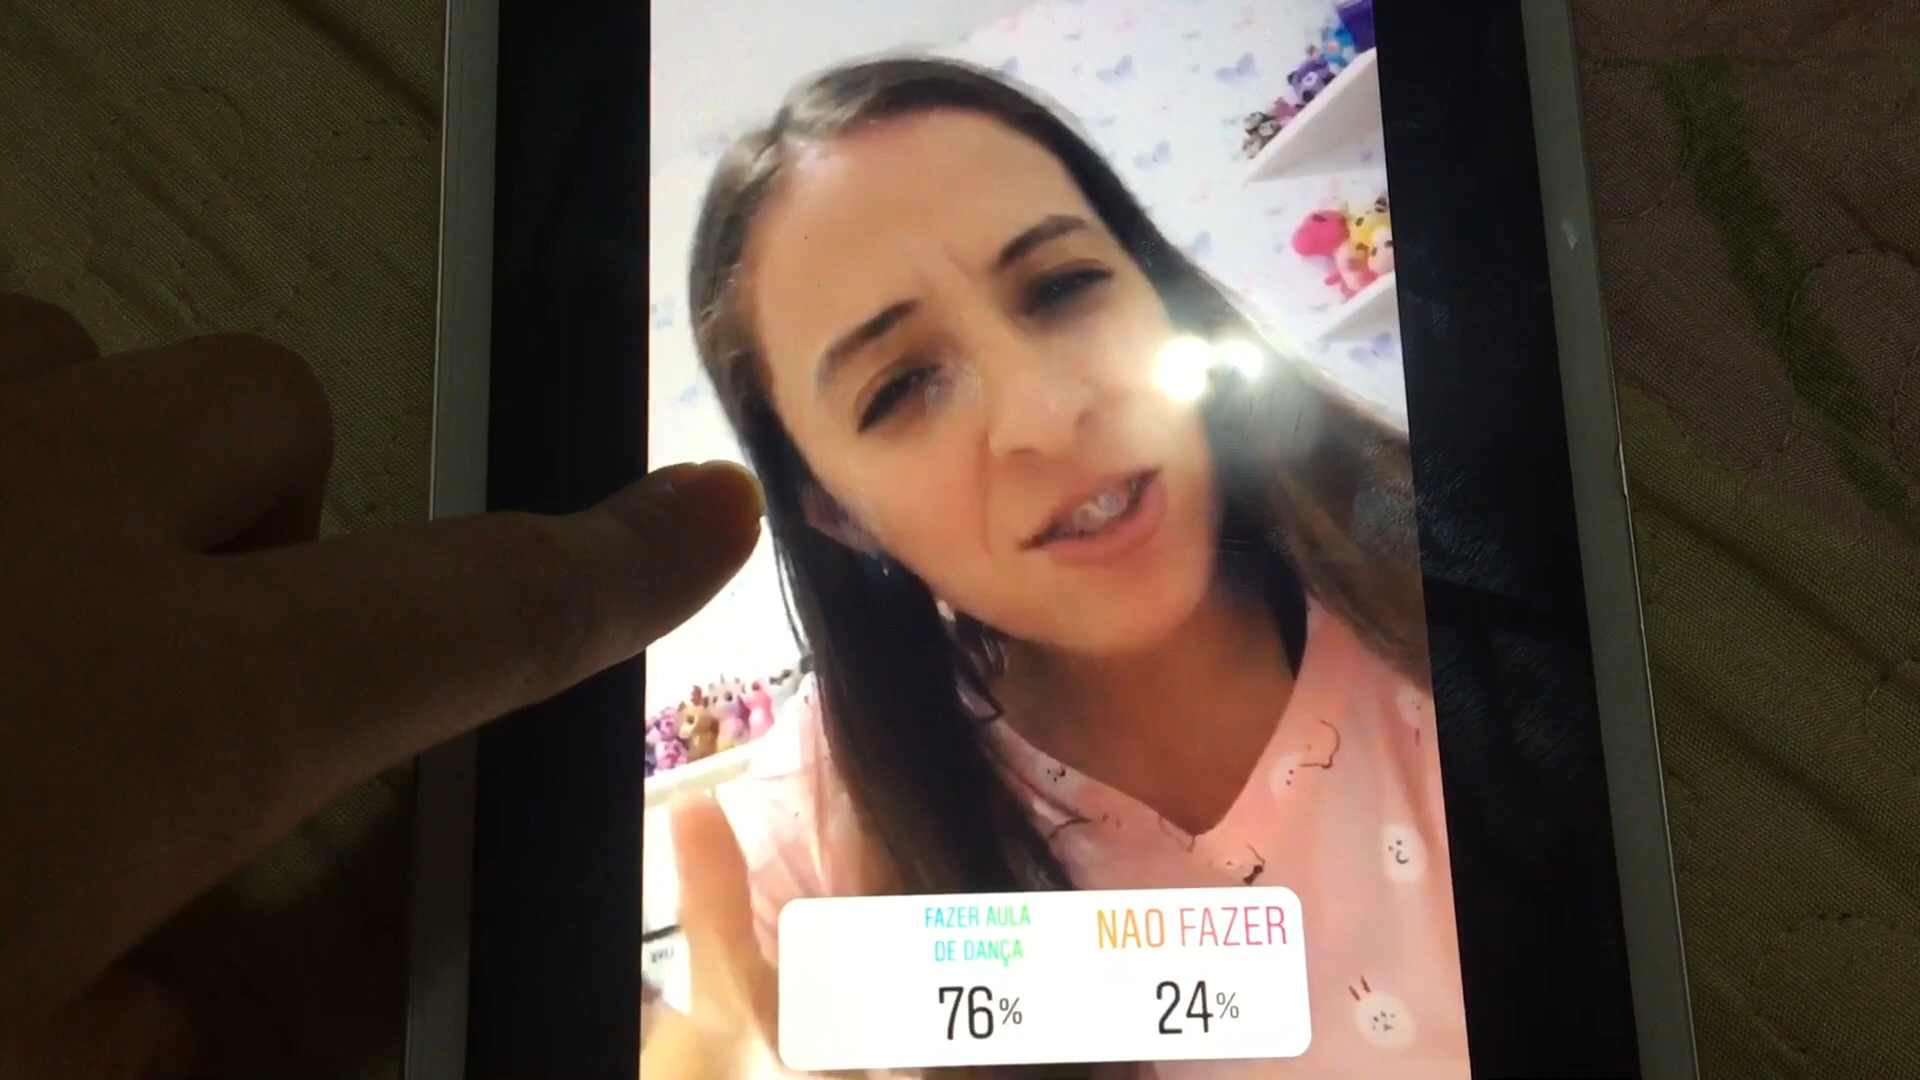 FAZER AULA
DE DANÇA
NAO FAZER
76%
24%